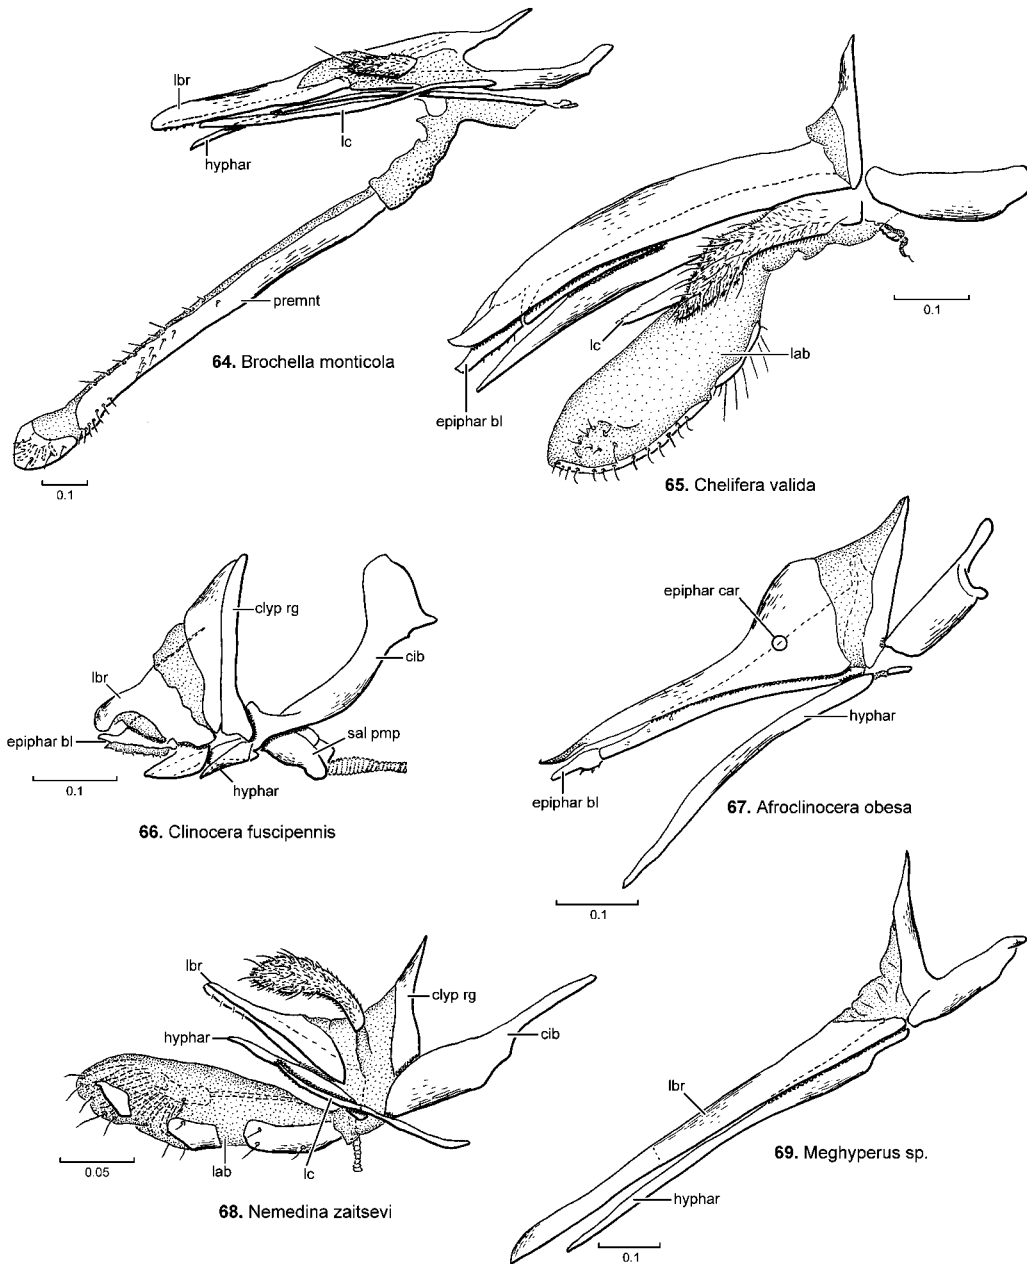 lbr
lc
hyphar
premnt
64. Brochella monticola
0.1
0.1
lc
lab
epiphar bl
65. Chelifera valida
clyp rg
cib
lbr
epiphar bl
sal pmp
hyphar
0.1
66. Clinocera fuscipennis
epiphar car
hyphar
epiphar bl
67. Afroclinocera obesa
0.1
lbr
clyp rg
hyphar
cib
lab
lc
0.05
68. Nemedina zaitsevi
lbr
69. Meghyperus sp.
hyphar
0.1